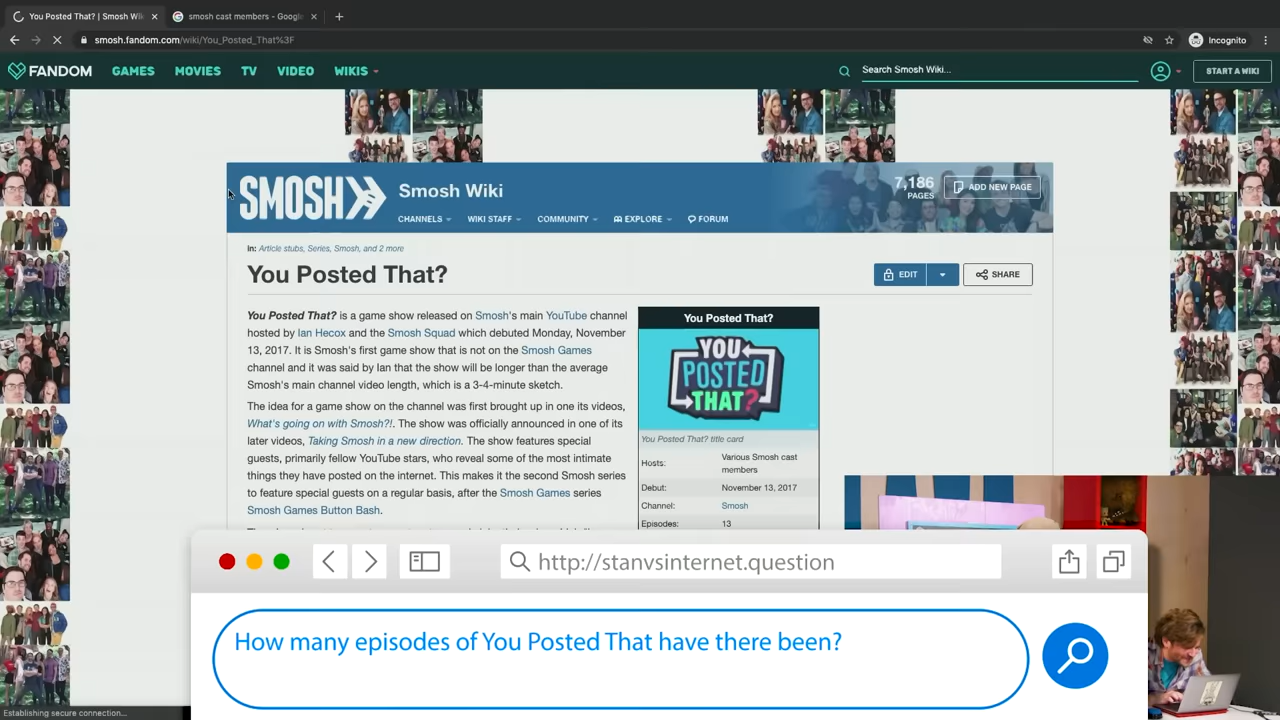 You Posted That? | Smosh Wi
smosh cast members - Google
smosh.fandom.com/wiki/You_Posted_That%3F
Incognito
FANDOM
GAMES
MOVIES
TV
VIDEO
WIKIS
Search Smosh Wiki...
START A WIKI
SMOSH
Smosh Wiki
7,186
PAGES
ADD NEW PAGE
CHANNELS
WIKI STAFF
COMMUNITY
EXPLORE
FORUM
in: Article stubs, Series, Smosh, and 2 more
You Posted That?
EDIT
SHARE
You Posted That? is a game show released on Smosh's main YouTube channel
hosted by Ian Hecox and the Smosh Squad which debuted Monday, November
13, 2017. It is Smosh's first game show that is not on the Smosh Games
channel and it was said by Ian that the show will be longer than the average
Smosh's main channel video length, which is a 3-4-minute sketch.
The idea for a game show on the channel was first brought up in one its videos,
What's going on with Smosh?!. The show was officially announced in one of its
later videos, Taking Smosh in a new direction. The show features special
guests, primarily fellow YouTube stars, who reveal some of the most intimate
things they have posted on the internet. This makes it the second Smosh series
to feature special guests on a regular basis, after the Smosh Games series
Smosh Games Button Bash.
You Posted That?
YOU
POSTED
THAT?
You Posted That? title card
Hosts:
Various Smosh cast
members
Debut:
November 13, 2017
Channel:
Smosh
Episodes:
13
http://stanvsinternet.question
How many episodes of You Posted That have there been?
Establishing secure connection...